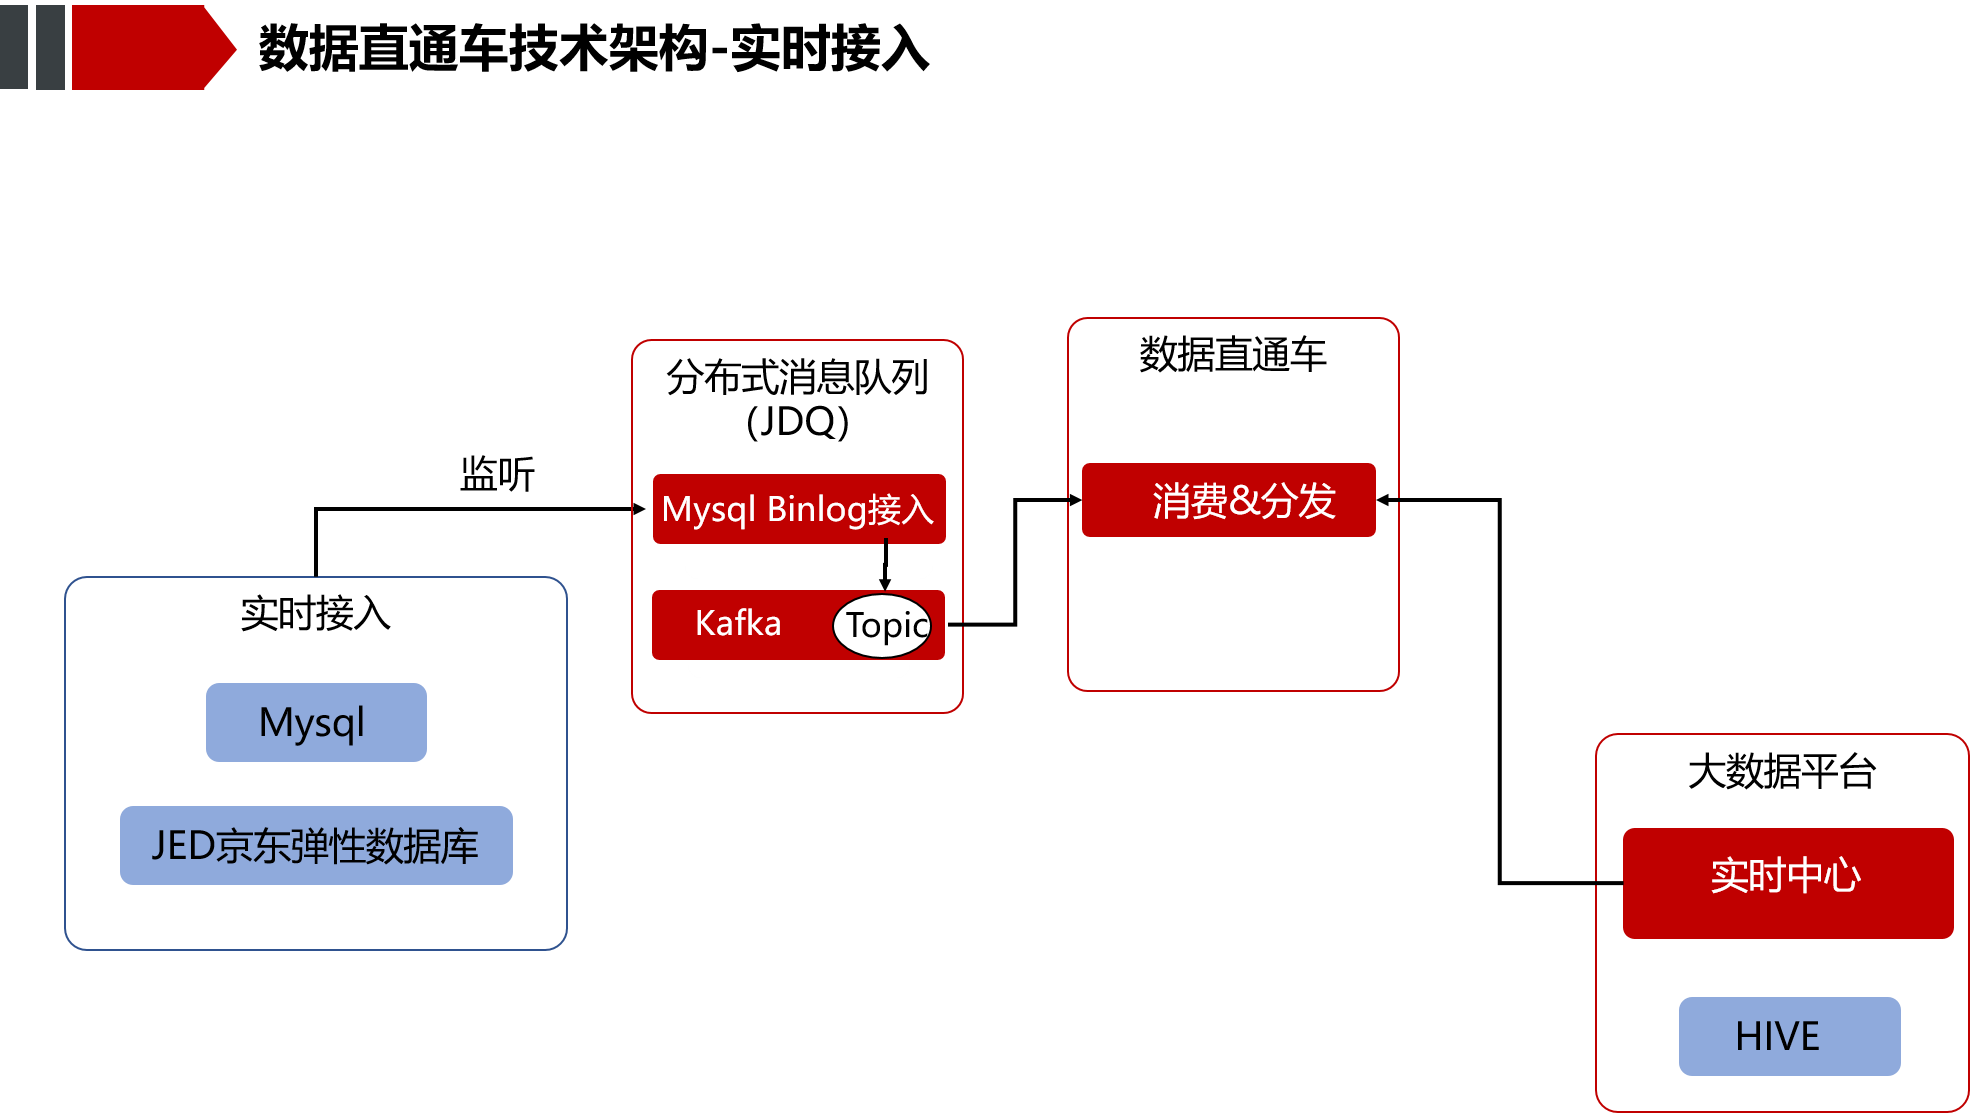 数据直通车技术架构-实时接入
监听
实时接入
Mysql
JED京东弹性数据库
分布式消息队列
(JDQ)
Mysql Binlog接入
Kafka
Topic
数据直通车
消费&分发
大数据平台
实时中心
HIVE